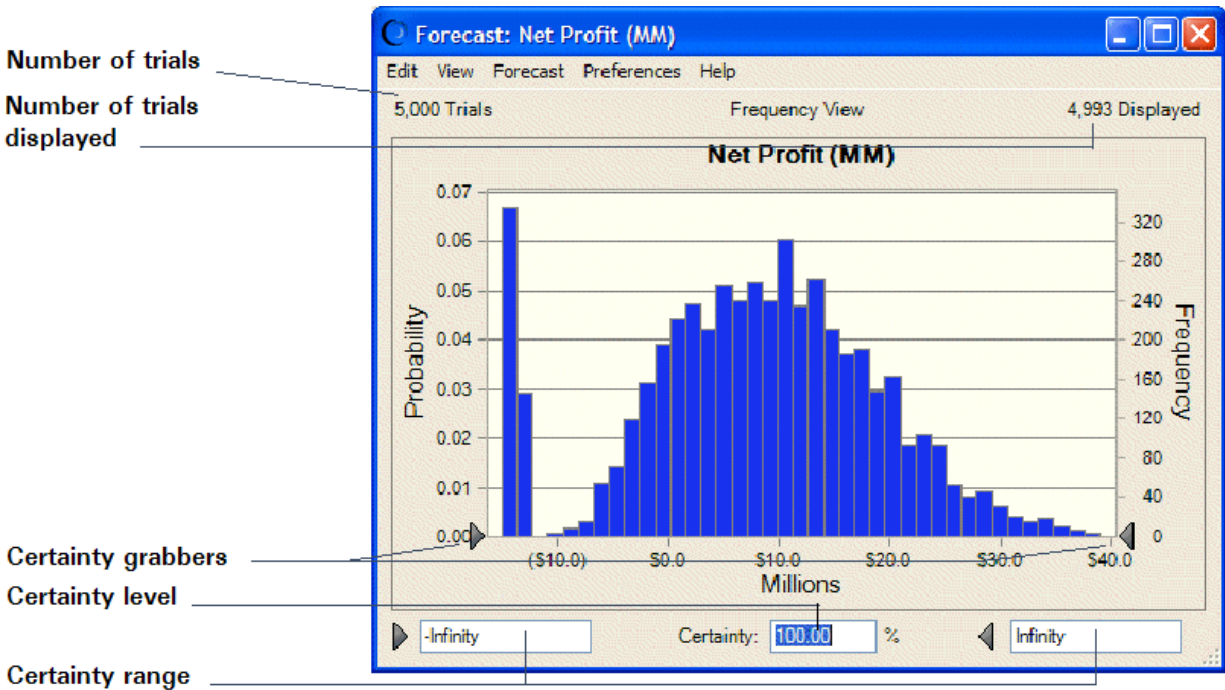 Forecast: Net Profit (MM)
Number of trials
Edit View Forecast Preferences Help
Number of trials
displayed
5,000 Trials Frequency View 4,993 Displayed
Net Profit (MM)
0.07
0.06
0.05
0.04
0.03
0.02
0.01
0.00
Probability
320
280
240
200
160
120
80
40
0
Frequency
($10.0) $0.0 $10.0 $20.0 $30.0 $40.0
Millions
Certainty grabbers
Certainty level
-Infinity Certainty: 100.00 % Infinity
Certainty range